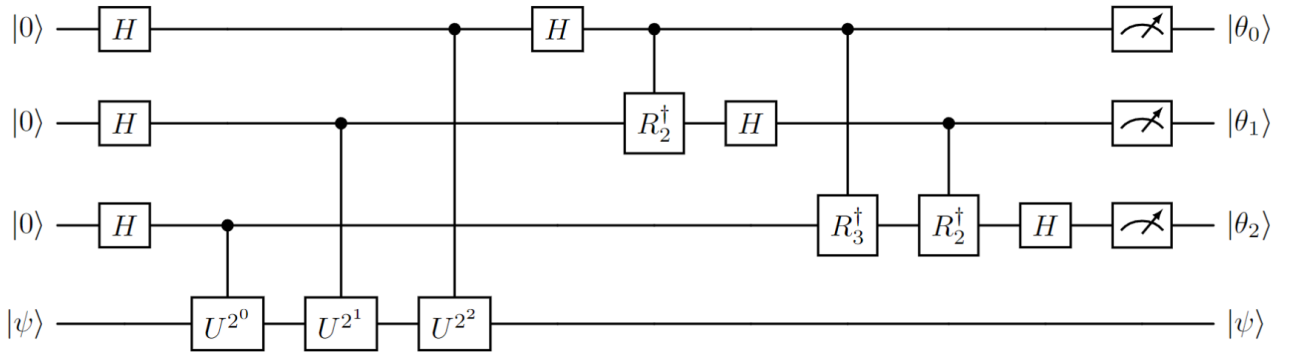 |0⟩ H H |θ₀⟩
|0⟩ H R₂† H |θ₁⟩
|0⟩ H R₃† R₂† H |θ₂⟩
|ψ⟩ U^{2^0} U^{2^1} U^{2^2} |ψ⟩